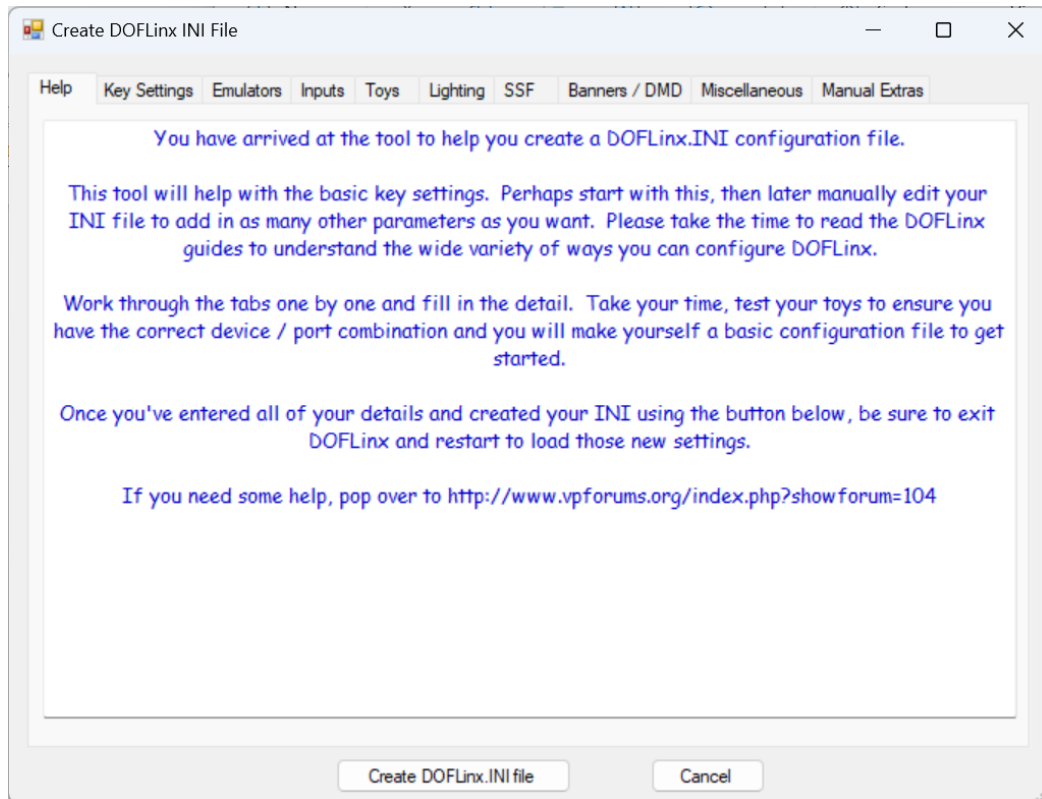 Create DOFLinx INI File
Help Key Settings Emulators Inputs Toys Lighting SSF Banners / DMD Miscellaneous Manual Extras
You have arrived at the tool to help you create a DOFLinx.INI configuration file.
This tool will help with the basic key settings. Perhaps start with this, then later manually edit your
INI file to add in as many other parameters as you want. Please take the time to read the DOFLinx
guides to understand the wide variety of ways you can configure DOFLinx.
Work through the tabs one by one and fill in the detail. Take your time, test your toys to ensure you
have the correct device / port combination and you will make yourself a basic configuration file to get
started.
Once you've entered all of your details and created your INI using the button below, be sure to exit
DOFLinx and restart to load those new settings.
If you need some help, pop over to http://www.vpforums.org/index.php?showforum=104
Create DOFLinx.INI file Cancel